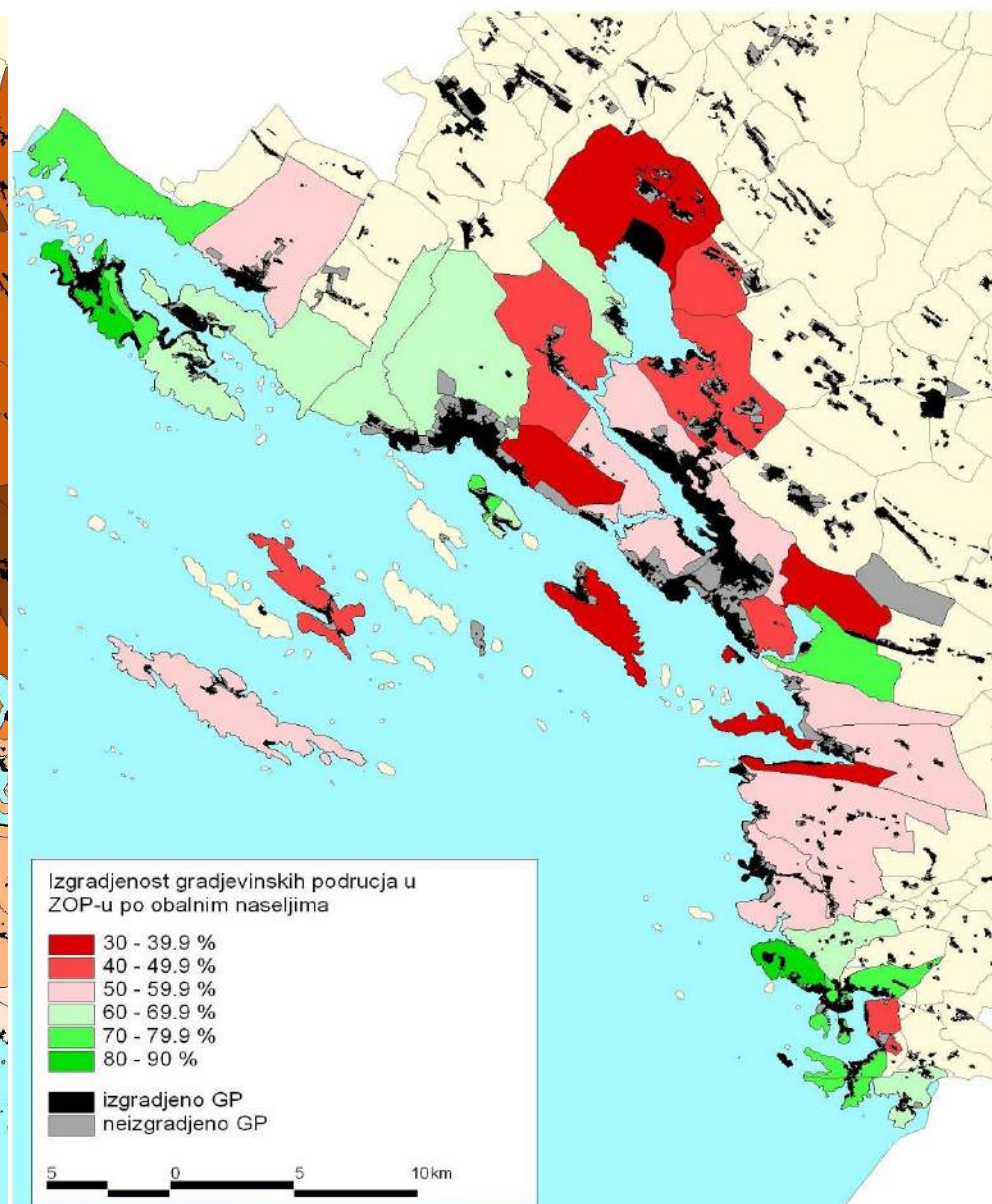 Izgradjenost gradjevinskih podrucja u
ZOP-u po obalnim naseljima
30 - 39.9 %
40 - 49.9 %
50 - 59.9 %
60 - 69.9 %
70 - 79.9 %
80 - 90 %
izgradjeno GP
neizgradjeno GP
5 0 5 10km